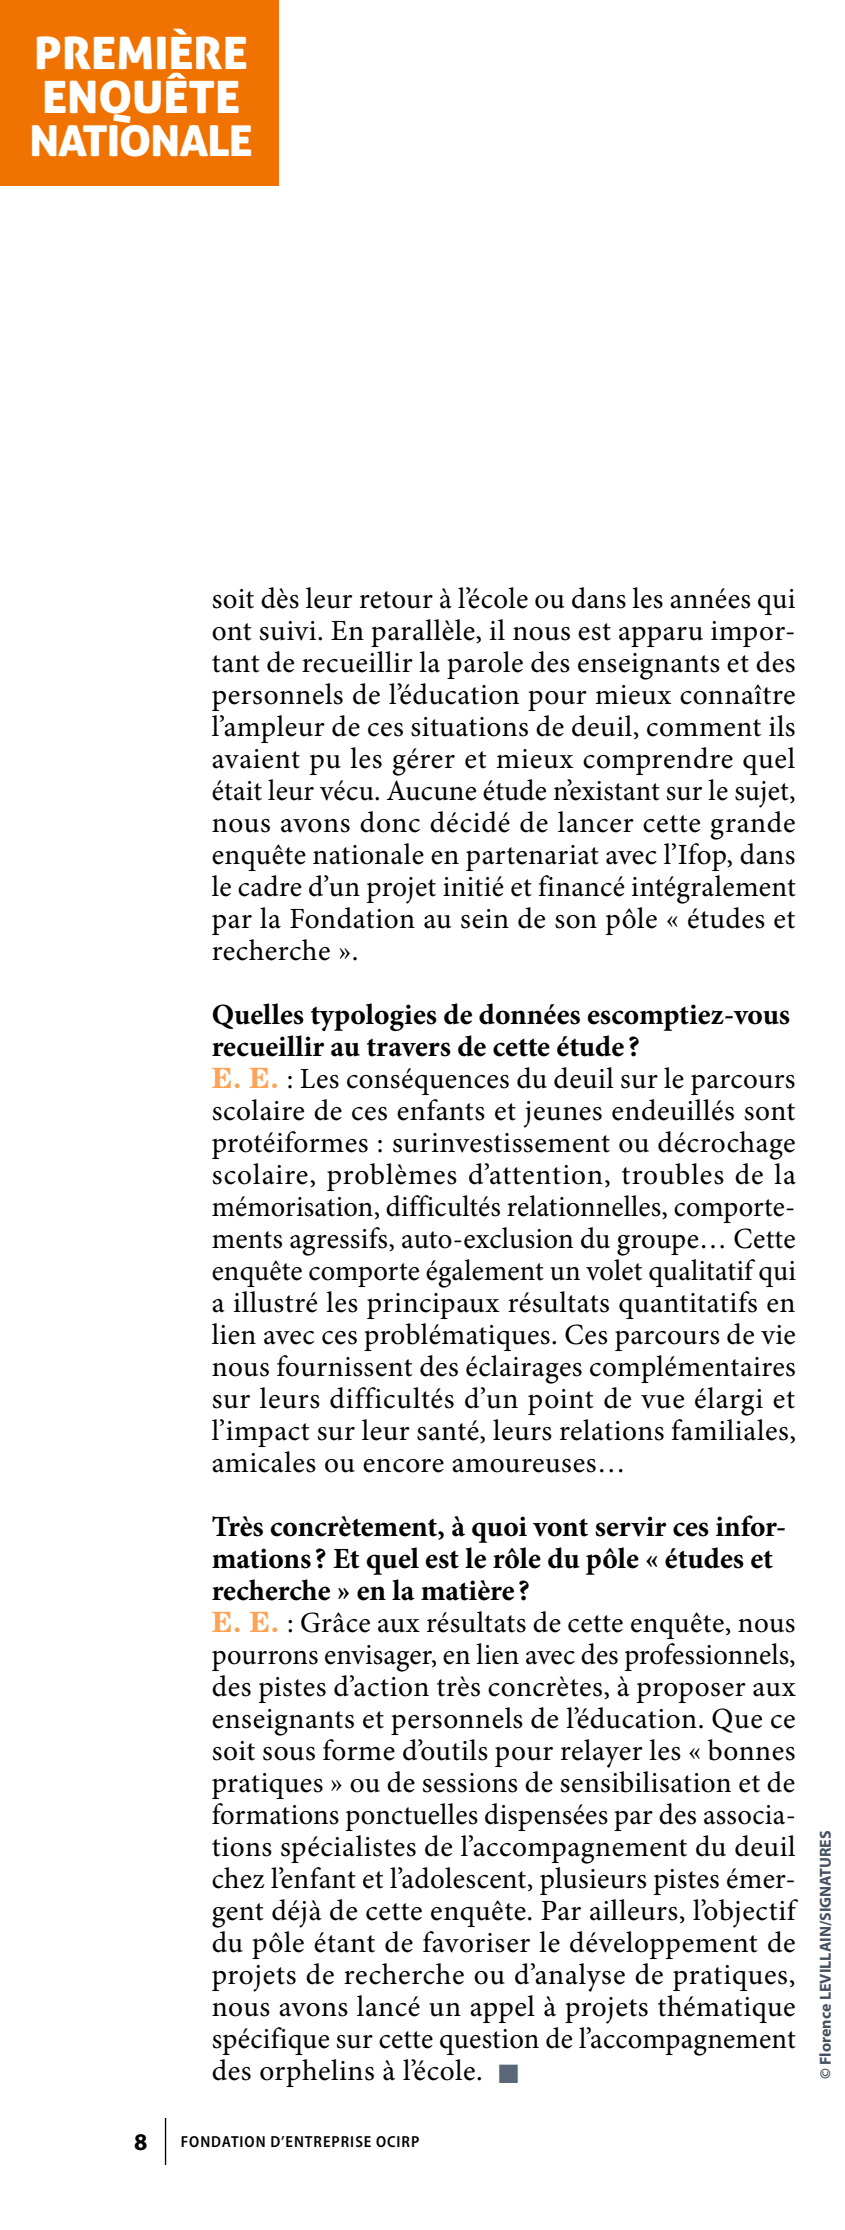 PREMIÈRE
ENQUÊTE
NATIONALE
soit dès leur retour à l’école ou dans les années qui
ont suivi. En parallèle, il nous est apparu impor-
tant de recueillir la parole des enseignants et des
personnels de l’éducation pour mieux connaître
l’ampleur de ces situations de deuil, comment ils
avaient pu les gérer et mieux comprendre quel
était leur vécu. Aucune étude n’existant sur le sujet,
nous avons donc décidé de lancer cette grande
enquête nationale en partenariat avec l’Ifop, dans
le cadre d’un projet initié et financé intégralement
par la Fondation au sein de son pôle « études et
recherche ».
Quelles typologies de données escomptiez-vous
recueillir au travers de cette étude ?
E. E. : Les conséquences du deuil sur le parcours
scolaire de ces enfants et jeunes endeuillés sont
protéiformes : surinvestissement ou décrochage
scolaire, problèmes d’attention, troubles de la
mémorisation, difficultés relationnelles, comporte-
ments agressifs, auto-exclusion du groupe… Cette
enquête comporte également un volet qualitatif qui
a illustré les principaux résultats quantitatifs en
lien avec ces problématiques. Ces parcours de vie
nous fournissent des éclairages complémentaires
sur leurs difficultés d’un point de vue élargi et
l’impact sur leur santé, leurs relations familiales,
amicales ou encore amoureuses…
Très concrètement, à quoi vont servir ces infor-
mations ? Et quel est le rôle du pôle « études et
recherche » en la matière ?
E. E. : Grâce aux résultats de cette enquête, nous
pourrons envisager, en lien avec des professionnels,
des pistes d’action très concrètes, à proposer aux
enseignants et personnels de l’éducation. Que ce
soit sous forme d’outils pour relayer les « bonnes
pratiques » ou de sessions de sensibilisation et de
formations ponctuelles dispensées par des associa-
tions spécialistes de l’accompagnement du deuil
chez l’enfant et l’adolescent, plusieurs pistes émer-
gent déjà de cette enquête. Par ailleurs, l’objectif
du pôle étant de favoriser le développement de
projets de recherche ou d’analyse de pratiques,
nous avons lancé un appel à projets thématique
spécifique sur cette question de l’accompagnement
des orphelins à l’école.
© Florence LEVILLAIN/SIGNATURES
8 FONDATION D’ENTREPRISE OCIRP